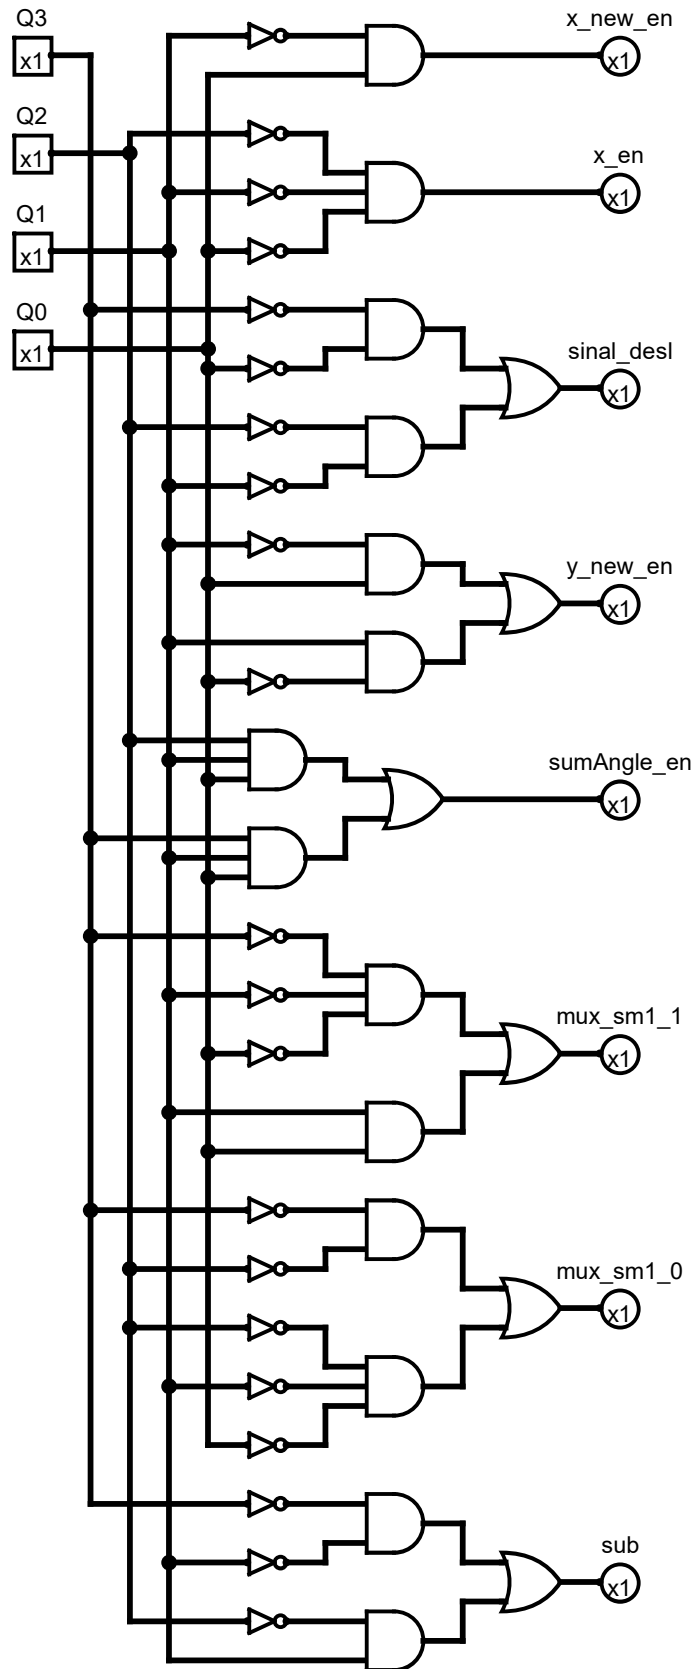 Q3
x1
Q2
x1
Q1
x1
Q0
x1
x_new_en
x1
x_en
x1
sinal_desl
x1
y_new_en
x1
sumAngle_en
x1
mux_sm1_1
x1
mux_sm1_0
x1
sub
x1